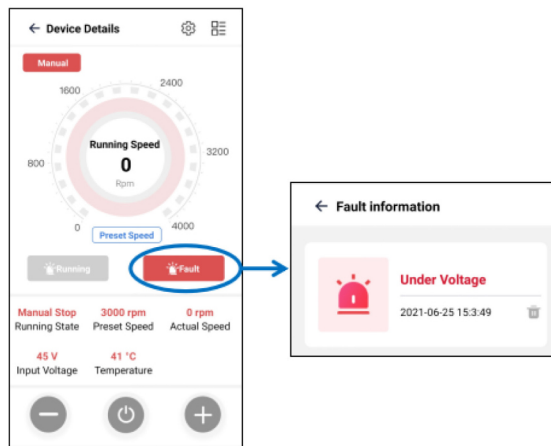 Device Details
Manual
1600
2400
800
3200
Running Speed
0
Rpm
0
4000
Preset Speed
Running
Fault
Manual Stop
3000 rpm
0 rpm
Running State
Preset Speed
Actual Speed
45 V
41 °C
Input Voltage
Temperature
Fault information
Under Voltage
2021-06-25 15:3:49